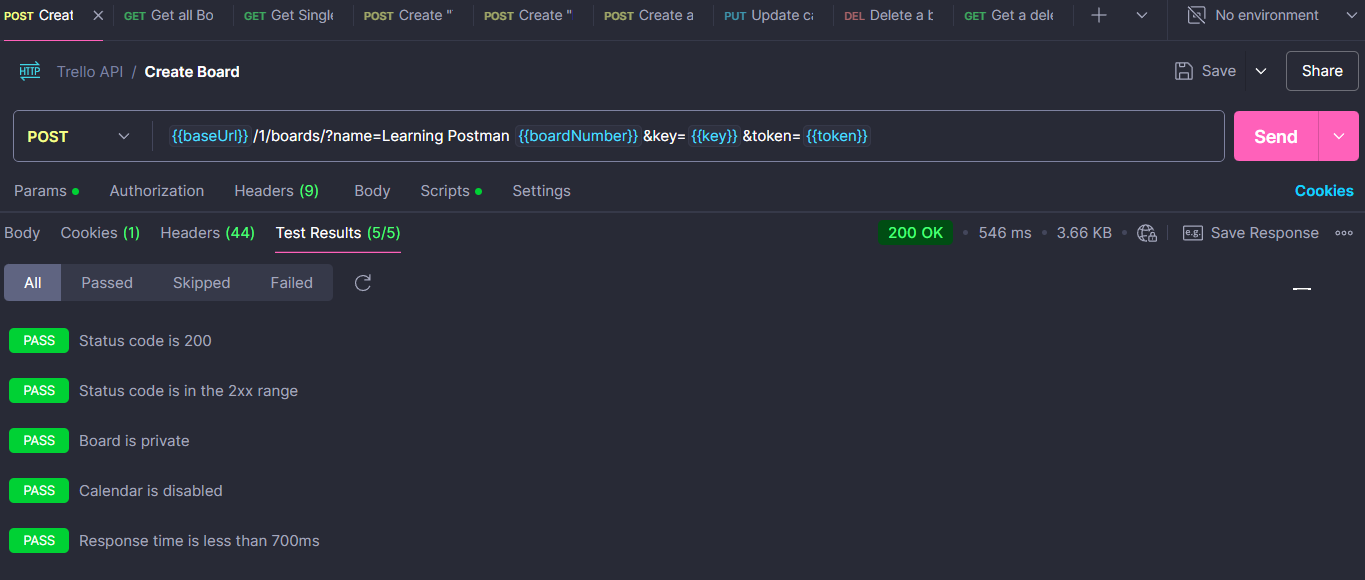 POST Creat GET Get all Bo GET Get Single POST Create " POST Create " POST Create a PUT Update ca DEL Delete a b GET Get a dele No environment
HTTP Trello API / Create Board Save Share
POST {{baseUrl}} /1/boards/?name=Learning Postman {{boardNumber}} &key= {{key}} &token= {{token}} Send
Params Authorization Headers (9) Body Scripts Settings Cookies
Body Cookies (1) Headers (44) Test Results (5/5) 200 OK 546 ms 3.66 KB e.g. Save Response
All Passed Skipped Failed
PASS Status code is 200
PASS Status code is in the 2xx range
PASS Board is private
PASS Calendar is disabled
PASS Response time is less than 700ms